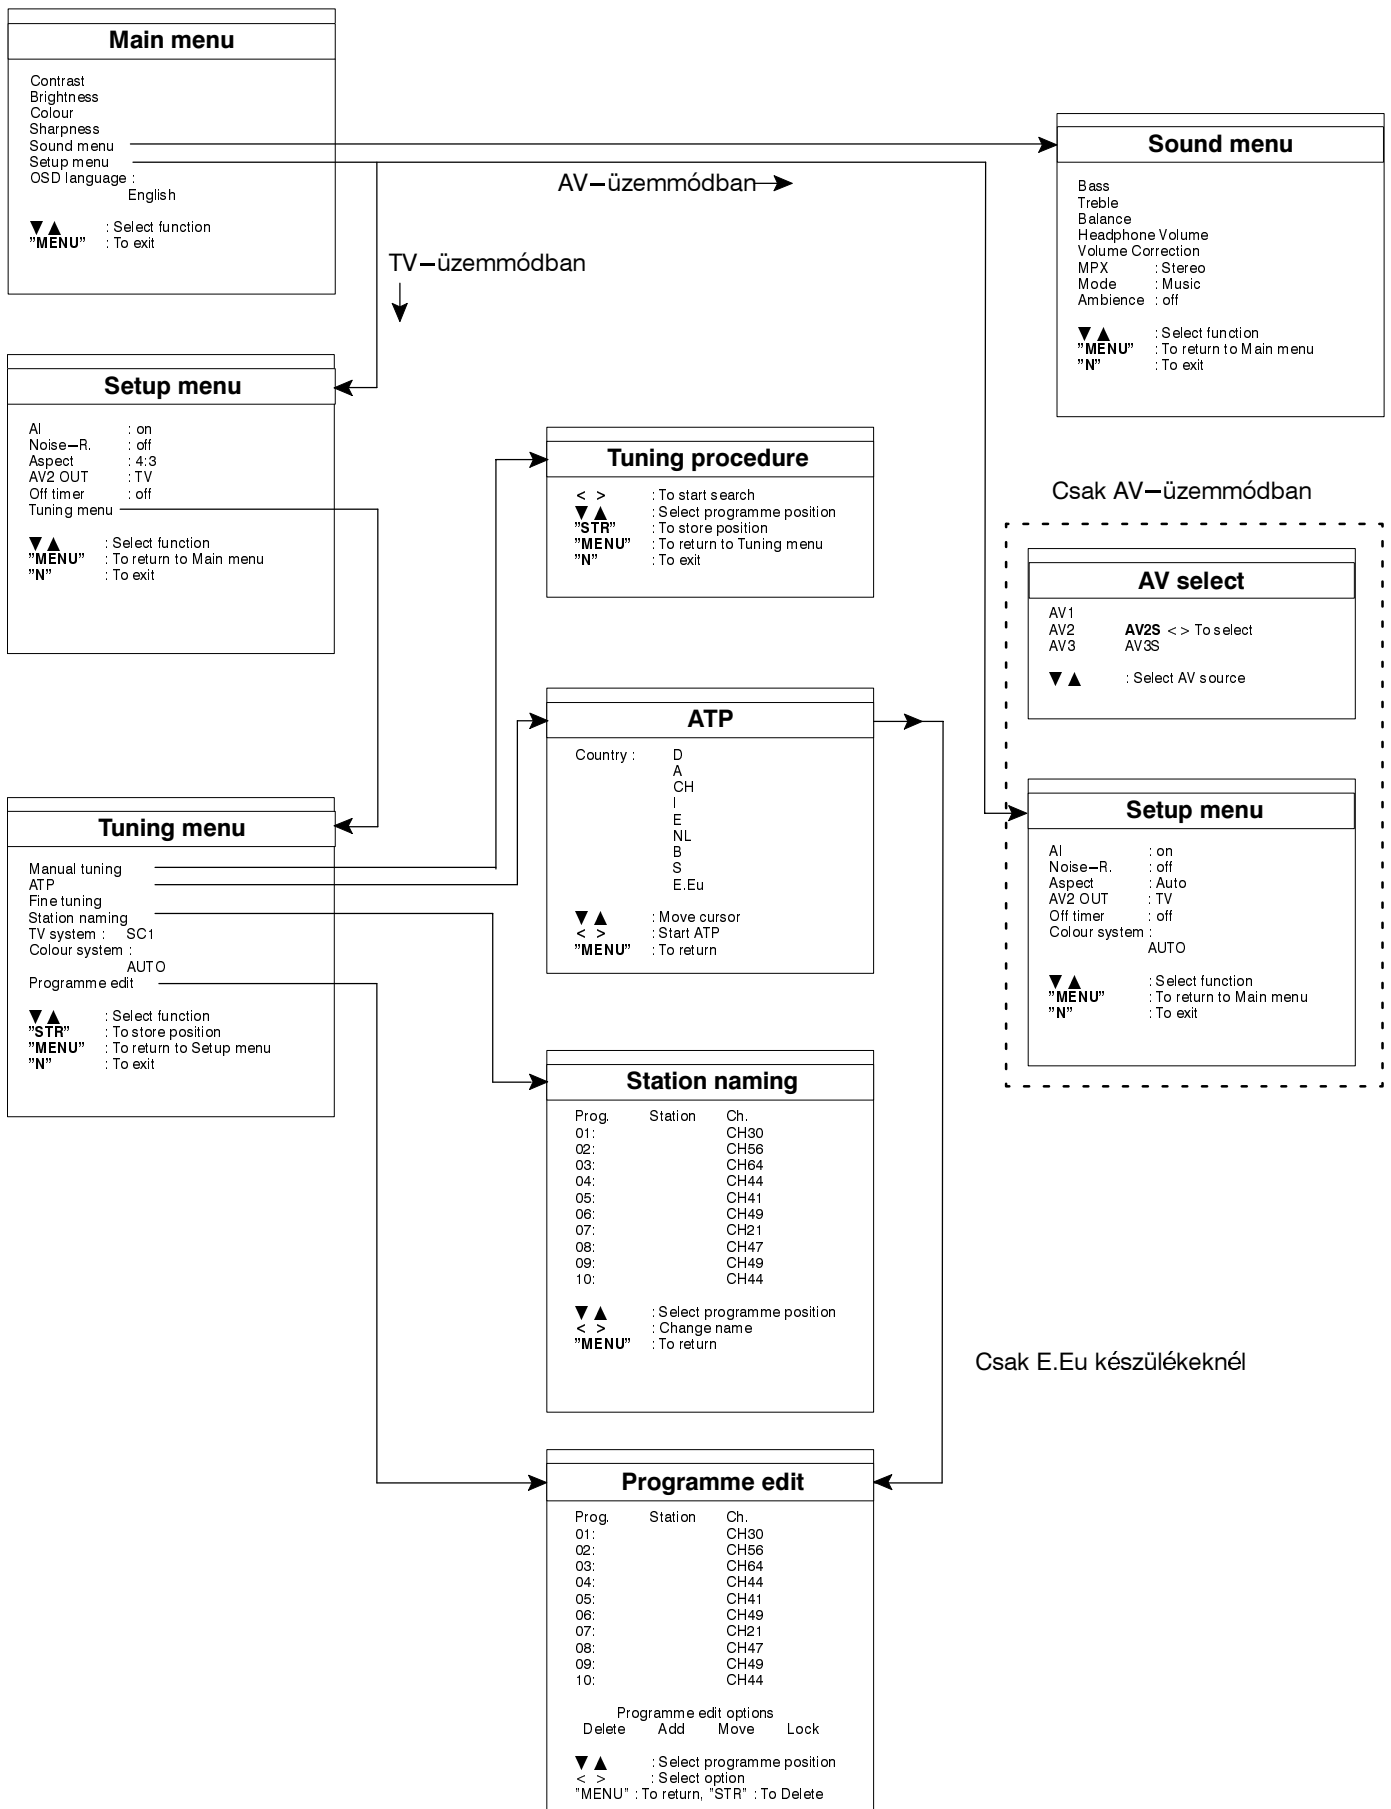 Main menu
Contrast
Brightness
Colour
Sharpness
Sound menu
Setup menu
OSD language :
English
▼ ▲ : Select function
"MENU" : To exit
AV–üzemmódban
TV–üzemmódban
Sound menu
Bass
Treble
Balance
Headphone Volume
Volume Correction
MPX : Stereo
Mode : Music
Ambience : off
▼ ▲ : Select function
"MENU" : To return to Main menu
"N" : To exit
Setup menu
AI : on
Noise–R. : off
Aspect : 4:3
AV2 OUT : TV
Off timer : off
Tuning menu
▼ ▲ : Select function
"MENU" : To return to Main menu
"N" : To exit
Tuning procedure
< > : To start search
▼ ▲ : Select programme position
"STR" : To store position
"MENU" : To return to Tuning menu
"N" : To exit
Csak AV–üzemmódban
AV select
AV1
AV2 AV2S < > To select
AV3 AV3S
▼ ▲ : Select AV source
ATP
Country : D
A
CH
I
E
NL
B
S
E.Eu
▼ ▲ : Move cursor
< > : Start ATP
"MENU" : To return
Setup menu
AI : on
Noise–R. : off
Aspect : Auto
AV2 OUT : TV
Off timer : off
Colour system :
AUTO
▼ ▲ : Select function
"MENU" : To return to Main menu
"N" : To exit
Tuning menu
Manual tuning
ATP
Fine tuning
Station naming
TV system : SC1
Colour system :
AUTO
Programme edit
▼ ▲ : Select function
"STR" : To store position
"MENU" : To return to Setup menu
"N" : To exit
Station naming
Prog. Station Ch.
01: CH30
02: CH56
03: CH64
04: CH44
05: CH41
06: CH49
07: CH21
08: CH47
09: CH49
10: CH44
▼ ▲ : Select programme position
< > : Change name
"MENU" : To return
Csak E.Eu készülékeknél
Programme edit
Prog. Station Ch.
01: CH30
02: CH56
03: CH64
04: CH44
05: CH41
06: CH49
07: CH21
08: CH47
09: CH49
10: CH44
Programme edit options
Delete Add Move Lock
▼ ▲ : Select programme position
< > : Select option
"MENU" : To return, "STR" : To Delete